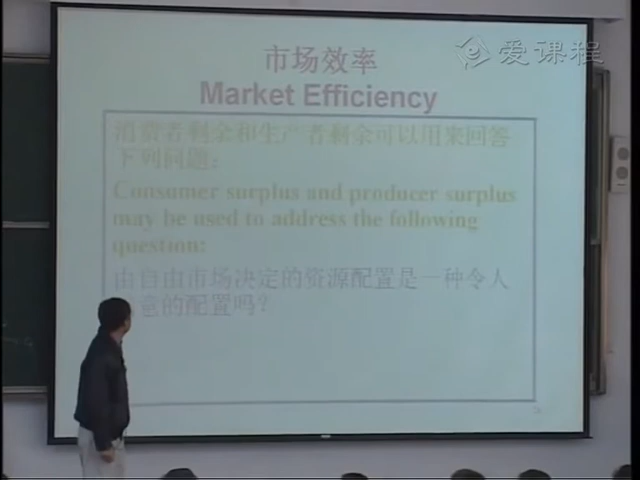 爱课程
市场效率
Market Efficiency
消费者剩余和生产者剩余可以用来回答
下列问题：
Consumer surplus and producer surplus
may be used to address the following
question:
由自由市场决定的资源配置是一种令人
意的配置吗？